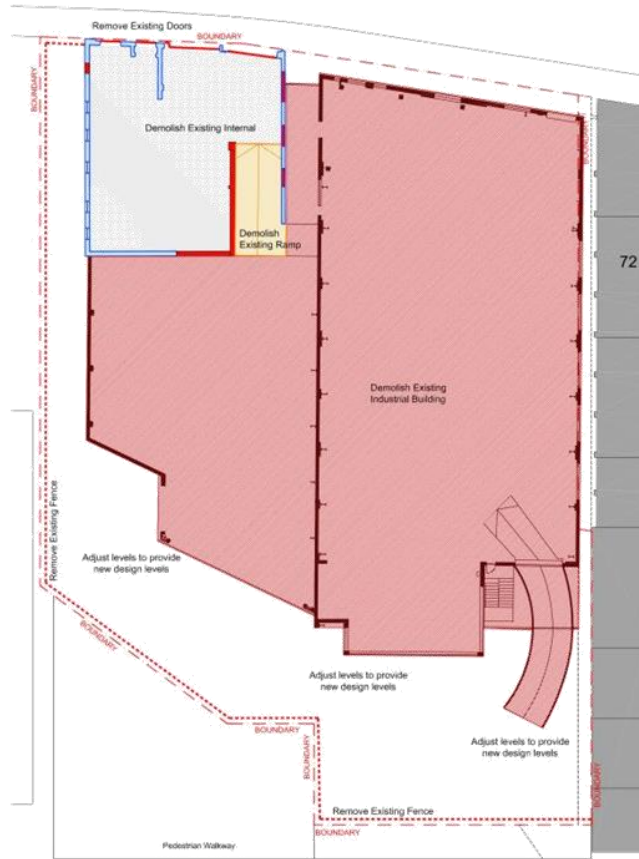 Remove Existing Doors
BOUNDARY
BOUNDARY
BOUNDARY
Demolish Existing Internal
Demolish
Existing Ramp
72
Demolish Existing
Industrial Building
Remove Existing Fence
Adjust levels to provide
new design levels
BOUNDARY
Adjust levels to provide
new design levels
BOUNDARY
BOUNDARY
Adjust levels to provide
new design levels
BOUNDARY
Remove Existing Fence
BOUNDARY
Pedestrian Walkway